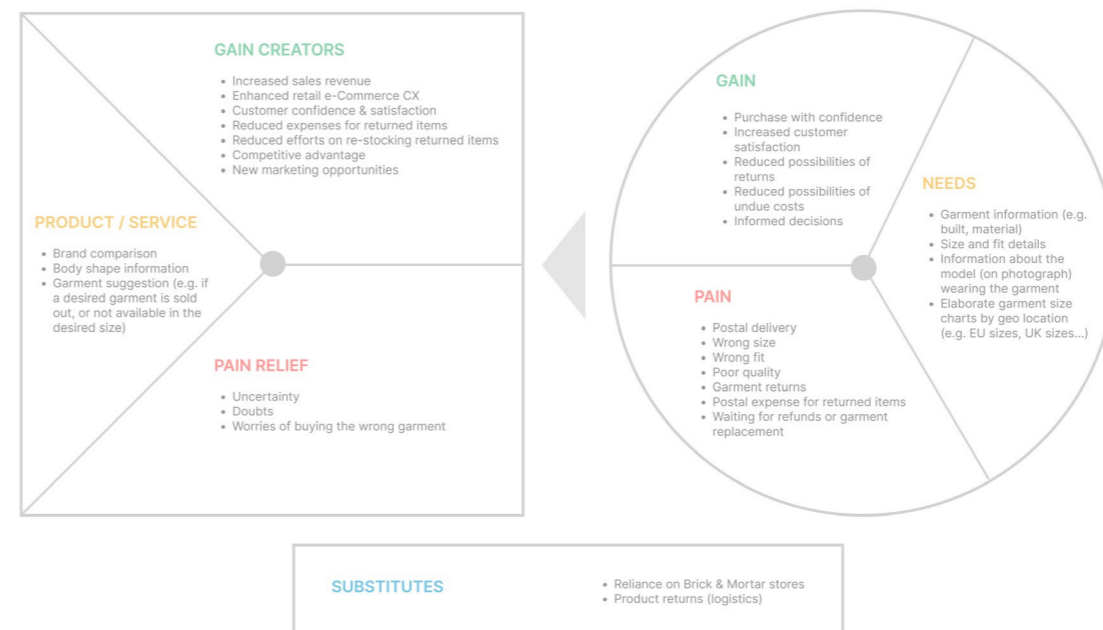 GAIN CREATORS
• Increased sales revenue
• Enhanced retail e-Commerce CX
• Customer confidence & satisfaction
• Reduced expenses for returned items
• Reduced efforts on re-stocking returned items
• Competitive advantage
• New marketing opportunities
PRODUCT / SERVICE
• Brand comparison
• Body shape information
• Garment suggestion (e.g. if
a desired garment is sold
out, or not available in the
desired size)
PAIN RELIEF
• Uncertainty
• Doubts
• Worries of buying the wrong garment
GAIN
• Purchase with confidence
• Increased customer
satisfaction
• Reduced possibilities of
returns
• Reduced possibilities of
undue costs
• Informed decisions
NEEDS
• Garment information (e.g.
built, material)
• Size and fit details
• Information about the
model (on photograph)
wearing the garment
• Elaborate garment size
charts by geo location
(e.g. EU sizes, UK sizes...)
PAIN
• Postal delivery
• Wrong size
• Wrong fit
• Poor quality
• Garment returns
• Postal expense for returned items
• Waiting for refunds or garment
replacement
SUBSTITUTES
• Reliance on Brick & Mortar stores
• Product returns (logistics)